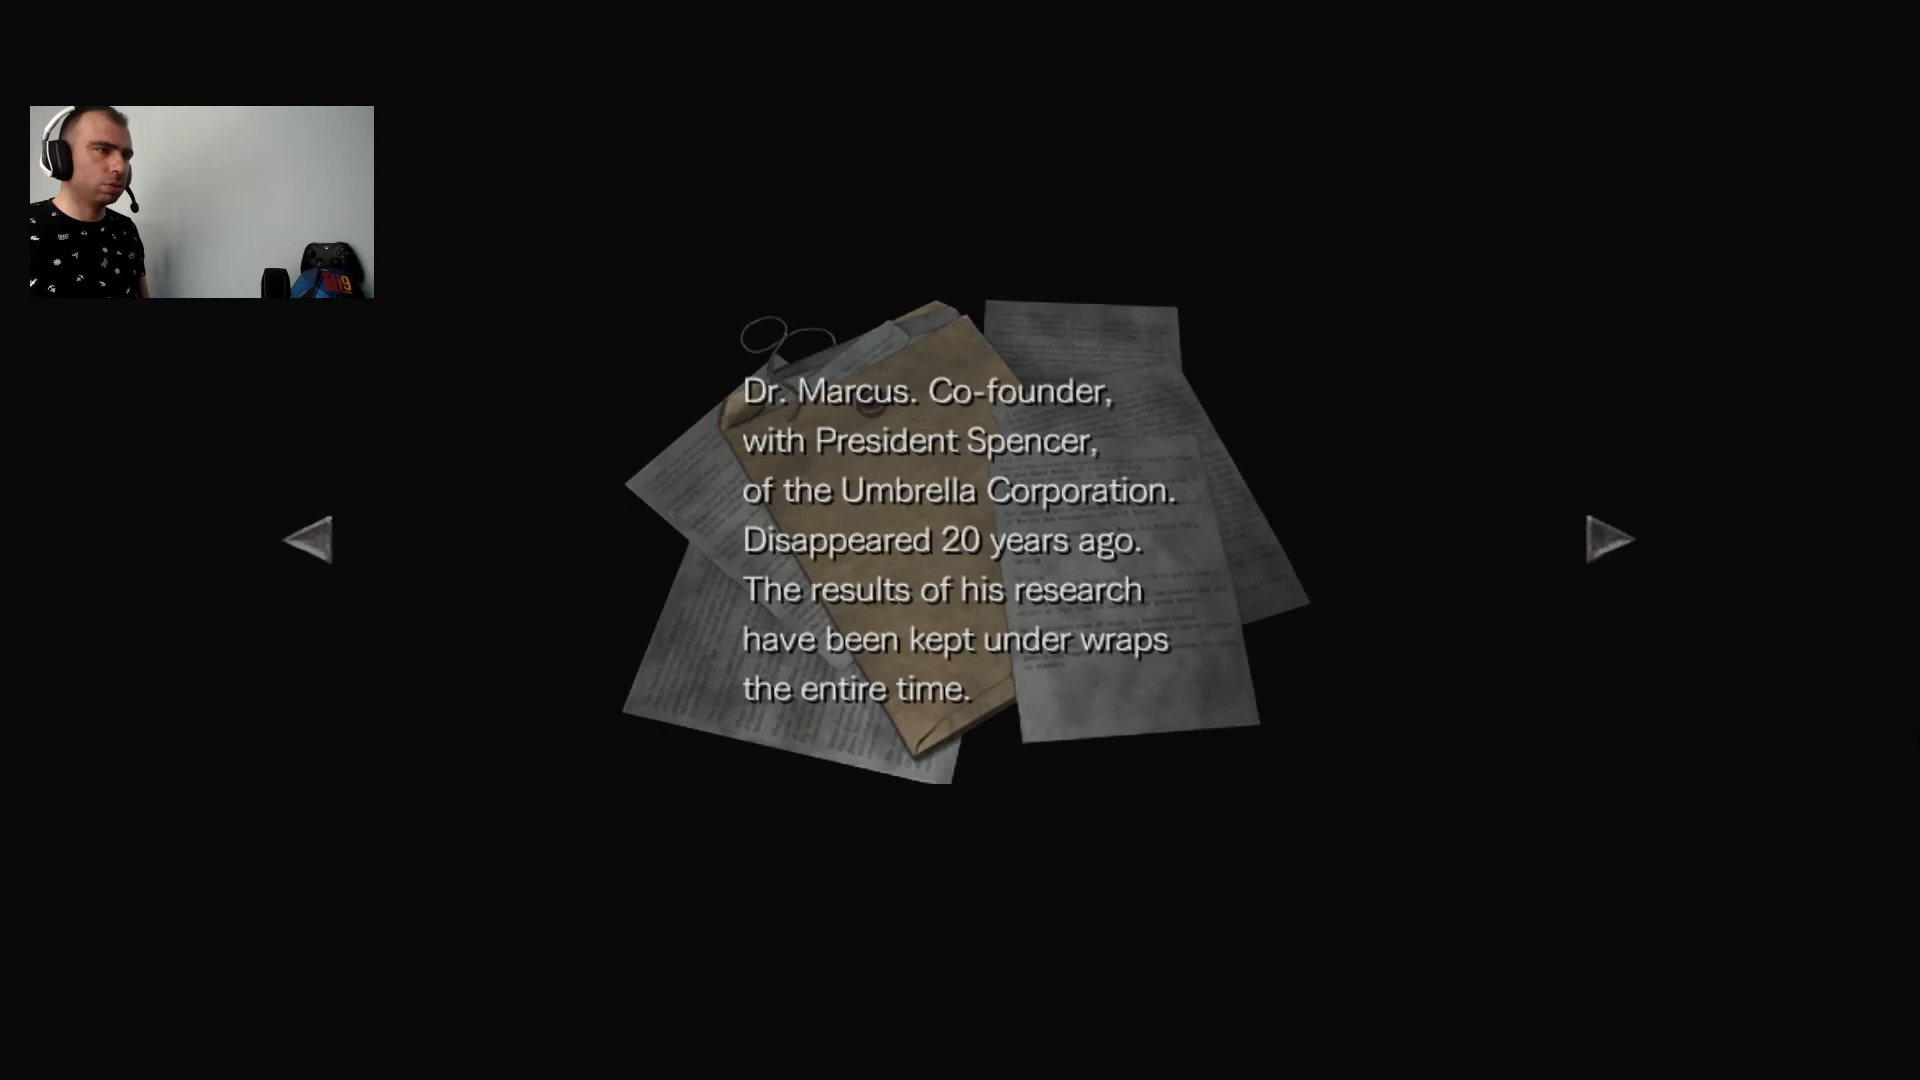 Dr. Marcus. Co-founder,
with President Spencer,
of the Umbrella Corporation.
Disappeared 20 years ago.
The results of his research
have been kept under wraps
the entire time.
i9